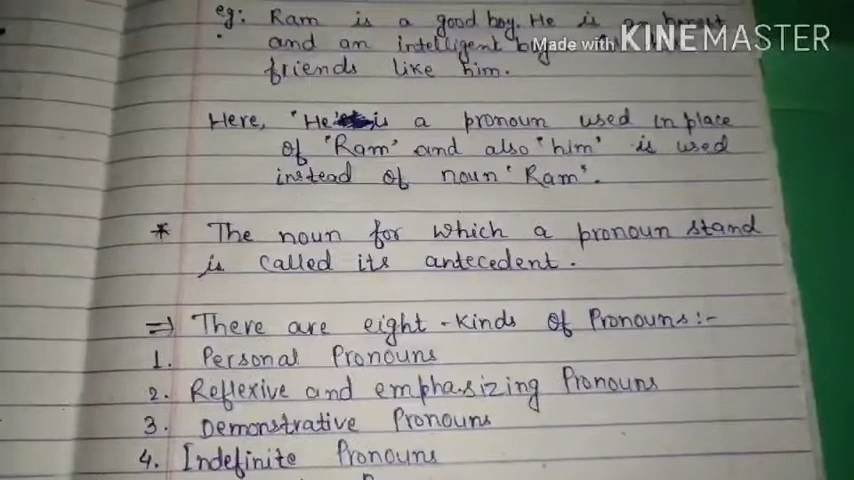 eg: Ram is a good boy. He is an honest
and an intelligent boy
Made with KINEMASTER
friends like him.
Here, 'He' is a pronoun used in place
of 'Ram' and also 'him' is used
instead of noun 'Ram'.
* The noun for which a pronoun stand
is called its antecedent.
⇒ There are eight-kinds of Pronouns:-
1. Personal Pronouns
2. Reflexive and emphasizing Pronouns
3. Demonstrative Pronouns
4. Indefinite Pronouns